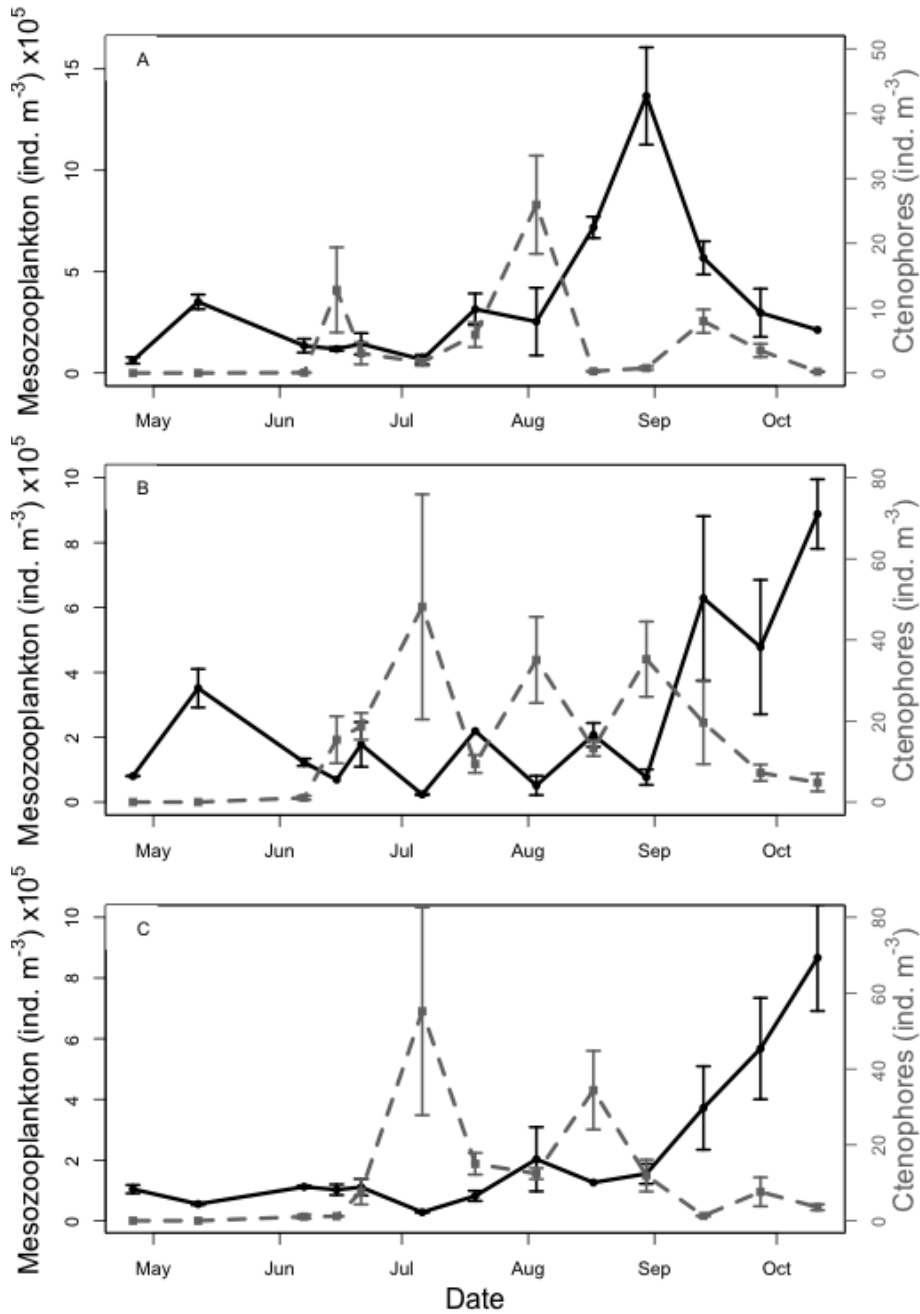 A
Mesozooplankton (ind. m⁻³) x10⁵
15
10
5
0
50
40
30
20
10
0
Ctenophores (ind. m⁻³)
May Jun Jul Aug Sep Oct
B
Mesozooplankton (ind. m⁻³) x10⁵
10
8
6
4
2
0
80
60
40
20
0
Ctenophores (ind. m⁻³)
May Jun Jul Aug Sep Oct
C
Mesozooplankton (ind. m⁻³) x10⁵
10
8
6
4
2
0
80
60
40
20
0
Ctenophores (ind. m⁻³)
May Jun Jul Aug Sep Oct
Date